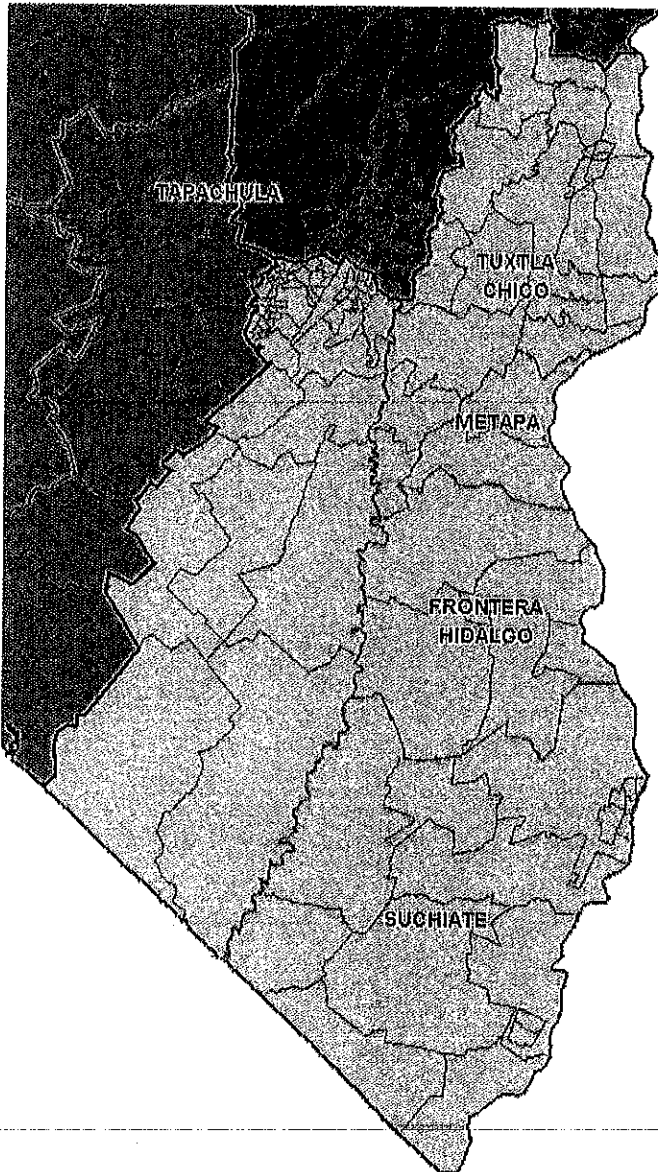 TAPACHULA
TUXTLA
CHICO
METAPA
FRONTERA
HIDALGO
SUCHIATE